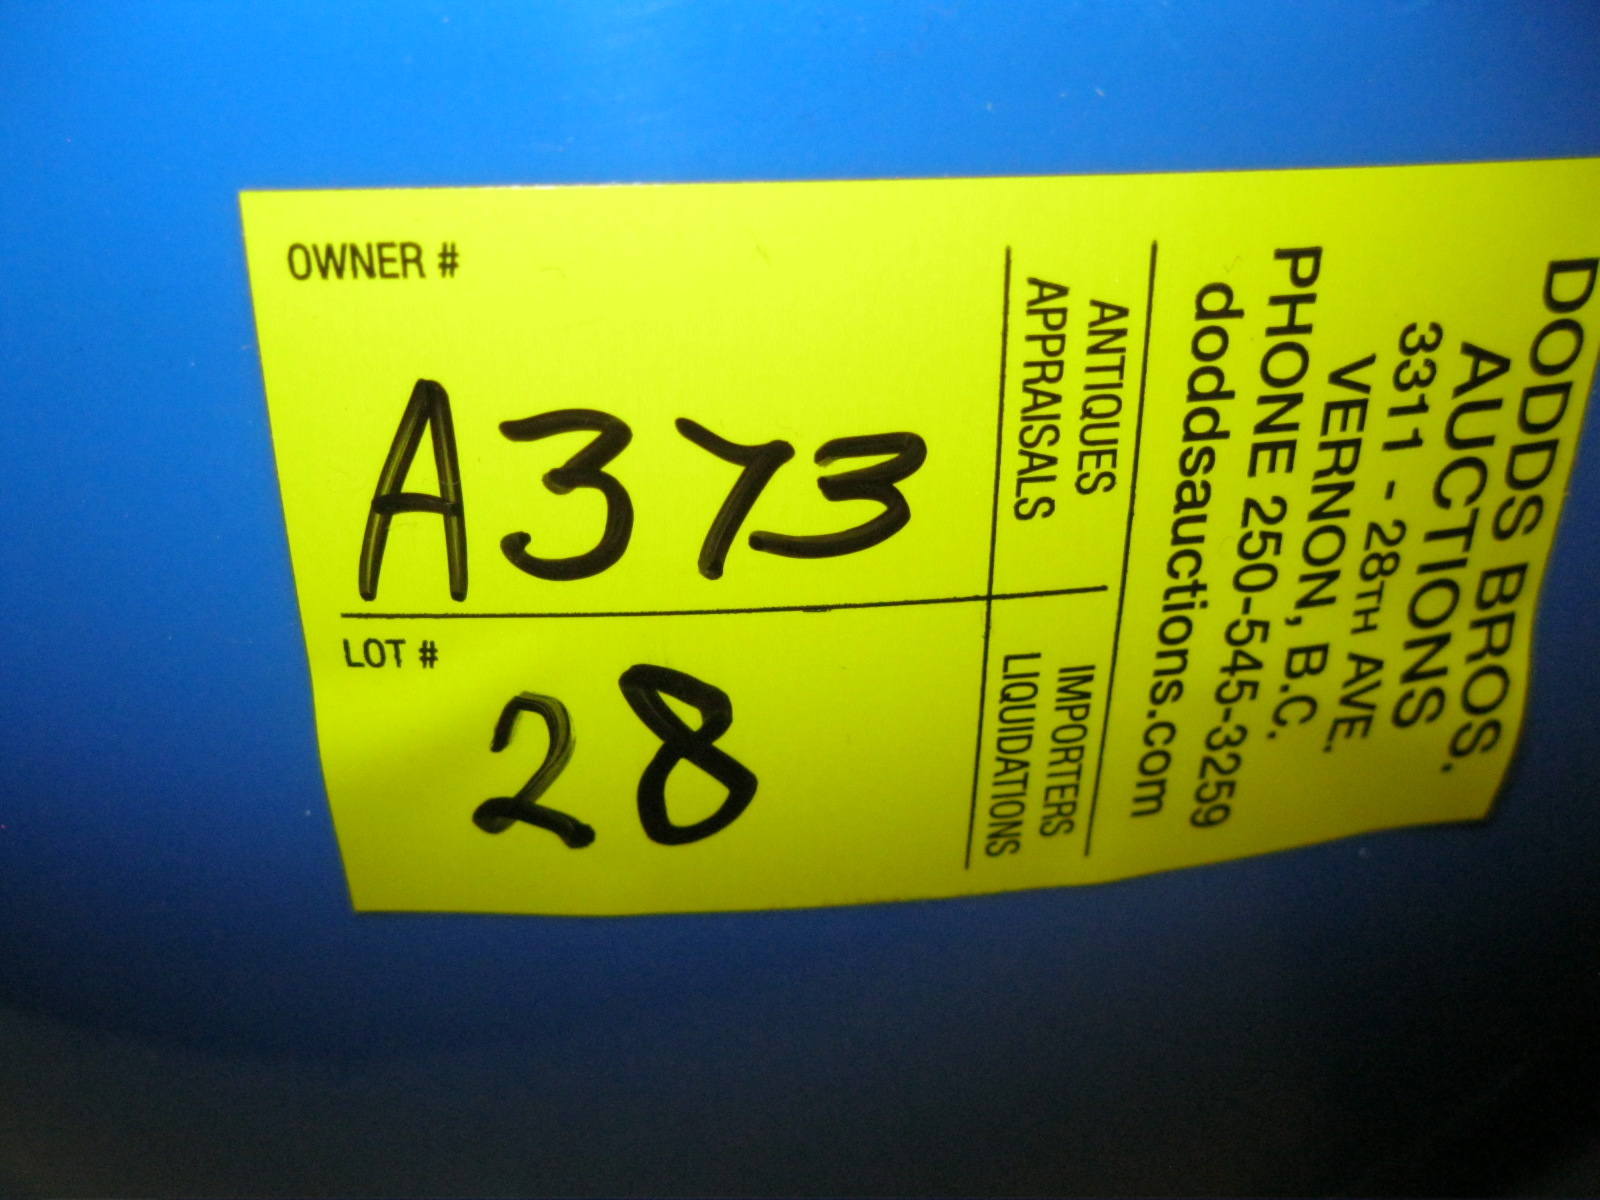 OWNER #
A373
LOT #
28
DODDS BROS.
AUCTIONS
3311 - 28TH AVE.
VERNON, B.C.
PHONE 250-545-3259
doddsauctions.com
ANTIQUES
APPRAISALS
IMPORTERS
LIQUIDATIONS